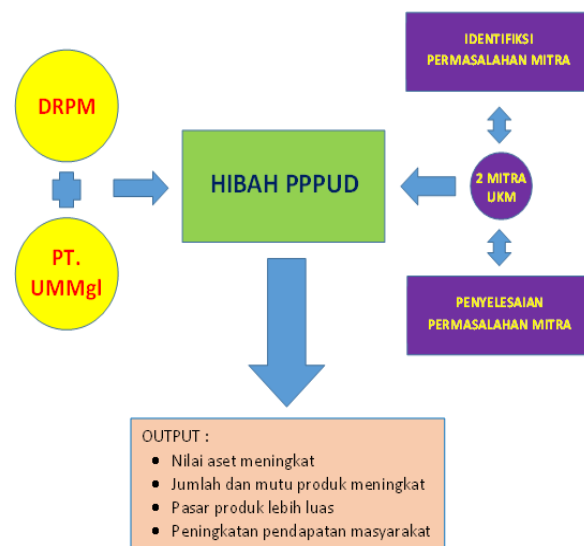 DRPM
PT.
UMMgl
HIBAH PPPUD
IDENTIFIKSI
PERMASALAHAN MITRA
2 MITRA
UKM
PENYELESAIAN
PERMASALAHAN MITRA
OUTPUT :
• Nilai aset meningkat
• Jumlah dan mutu produk meningkat
• Pasar produk lebih luas
• Peningkatan pendapatan masyarakat